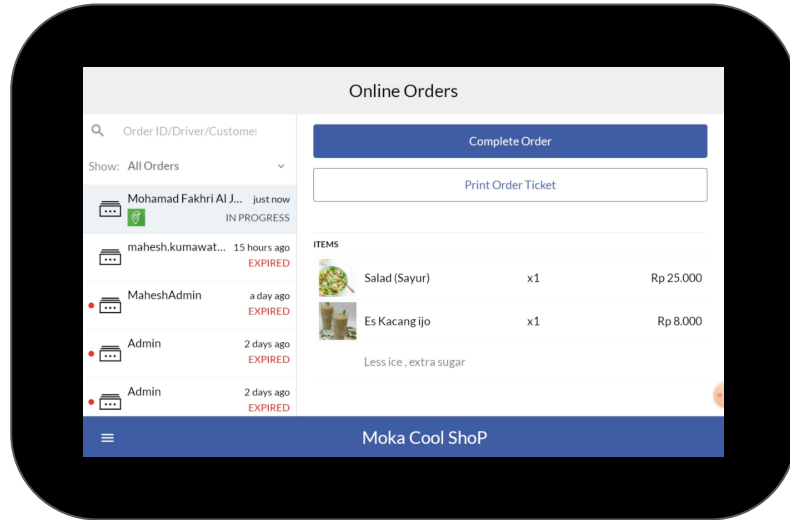 Online Orders
Order ID/Driver/Custome
Show: All Orders
Mohamad Fakhri Al J... just now
IN PROGRESS
mahesh.kumawat... 15 hours ago
EXPIRED
MaheshAdmin a day ago
EXPIRED
Admin 2 days ago
EXPIRED
Admin 2 days ago
EXPIRED
Complete Order
Print Order Ticket
ITEMS
Salad (Sayur) x1 Rp 25.000
Es Kacang ijo x1 Rp 8.000
Less ice , extra sugar
Moka Cool ShoP